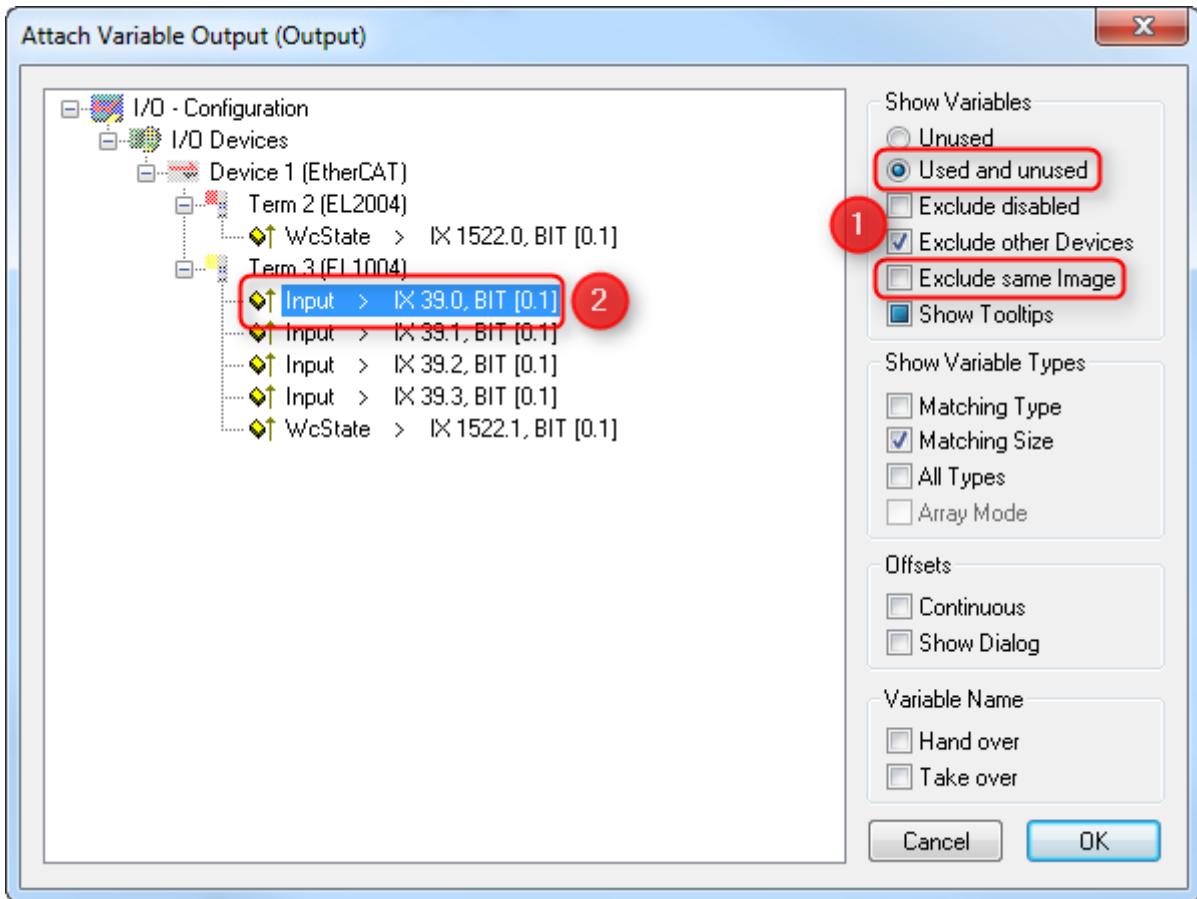 Attach Variable Output (Output)
I/O - Configuration
I/O Devices
Device 1 (EtherCAT)
Term 2 (EL2004)
WcState > IX 1522.0, BIT [0.1]
Term 3 (EL1004)
Input > IX 39.0, BIT [0.1]
Input > IX 39.1, BIT [0.1]
Input > IX 39.2, BIT [0.1]
Input > IX 39.3, BIT [0.1]
WcState > IX 1522.1, BIT [0.1]
2
Show Variables
Unused
Used and unused
Exclude disabled
1
Exclude other Devices
Exclude same Image
Show Tooltips
Show Variable Types
Matching Type
Matching Size
All Types
Array Mode
Offsets
Continuous
Show Dialog
Variable Name
Hand over
Take over
Cancel
OK